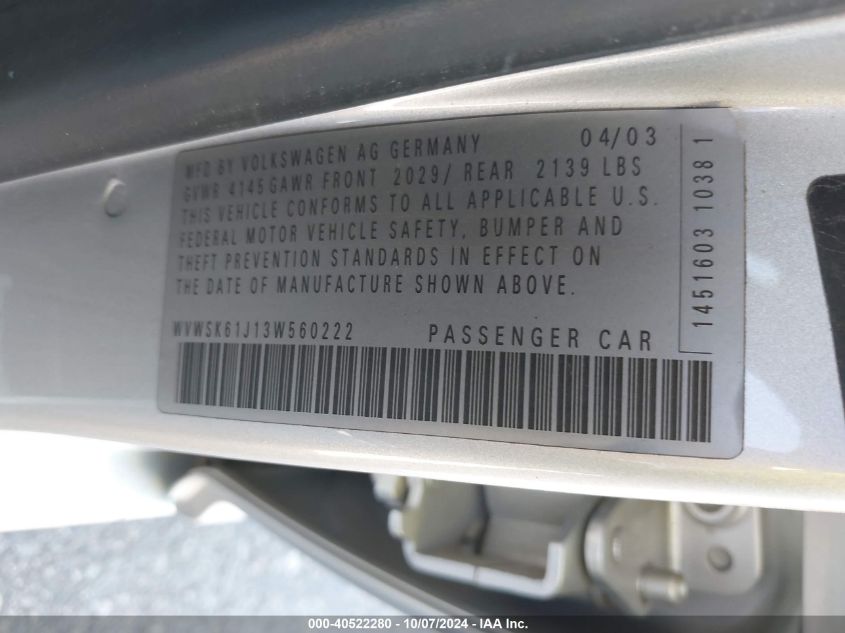 MFD BY VOLKSWAGEN AG GERMANY 04/03
GVWR 4145 GAWR FRONT 2029/ REAR 2139 LBS
THIS VEHICLE CONFORMS TO ALL APPLICABLE U.S.
FEDERAL MOTOR VEHICLE SAFETY, BUMPER AND
THEFT PREVENTION STANDARDS IN EFFECT ON
THE DATE OF MANUFACTURE SHOWN ABOVE.
WVWSK61J13W560222 PASSENGER CAR
1451603 1038 1
000-40522280 - 10/07/2024 - IAA Inc.